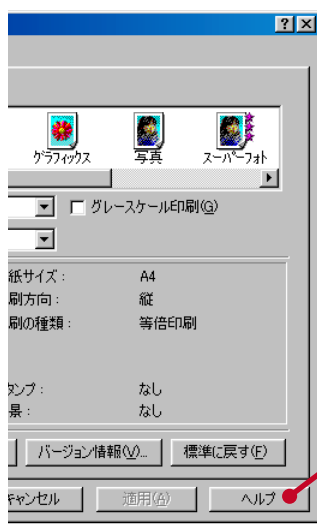 グラフィックス 写真 スーパーフォト
グレースケール印刷(G)
紙サイズ： A4
刷方向： 縦
刷の種類： 等倍印刷
タンプ： なし
景： なし
バージョン情報(V)... 標準に戻す(F)
キャンセル 適用(A) ヘルプ